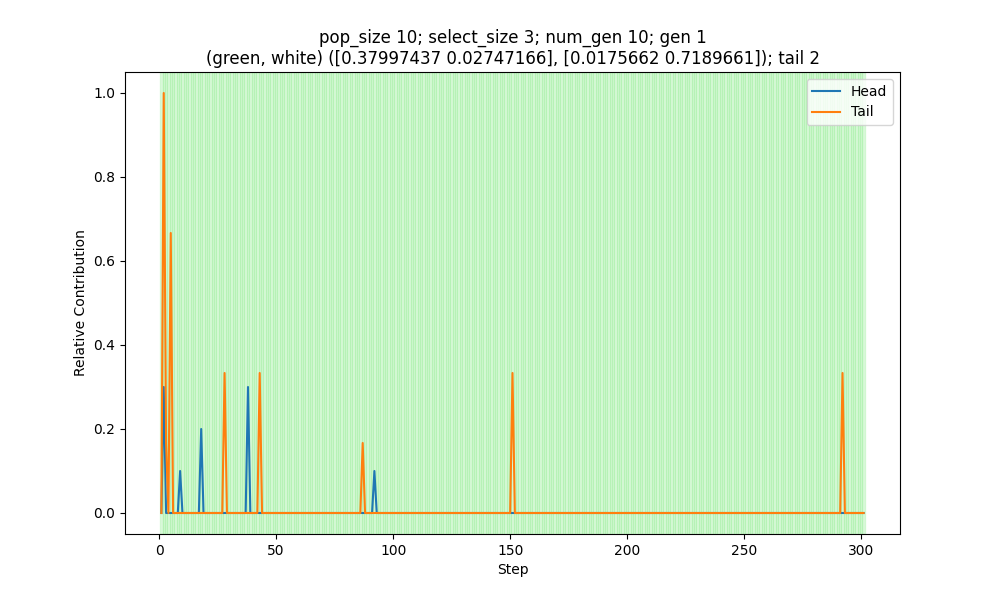 pop_size 10; select_size 3; num_gen 10; gen 1
(green, white) ([0.37997437 0.02747166], [0.0175662 0.7189661]); tail 2
Head
Tail
Relative Contribution
1.0
0.8
0.6
0.4
0.2
0.0
0
50
100
150
200
250
300
Step